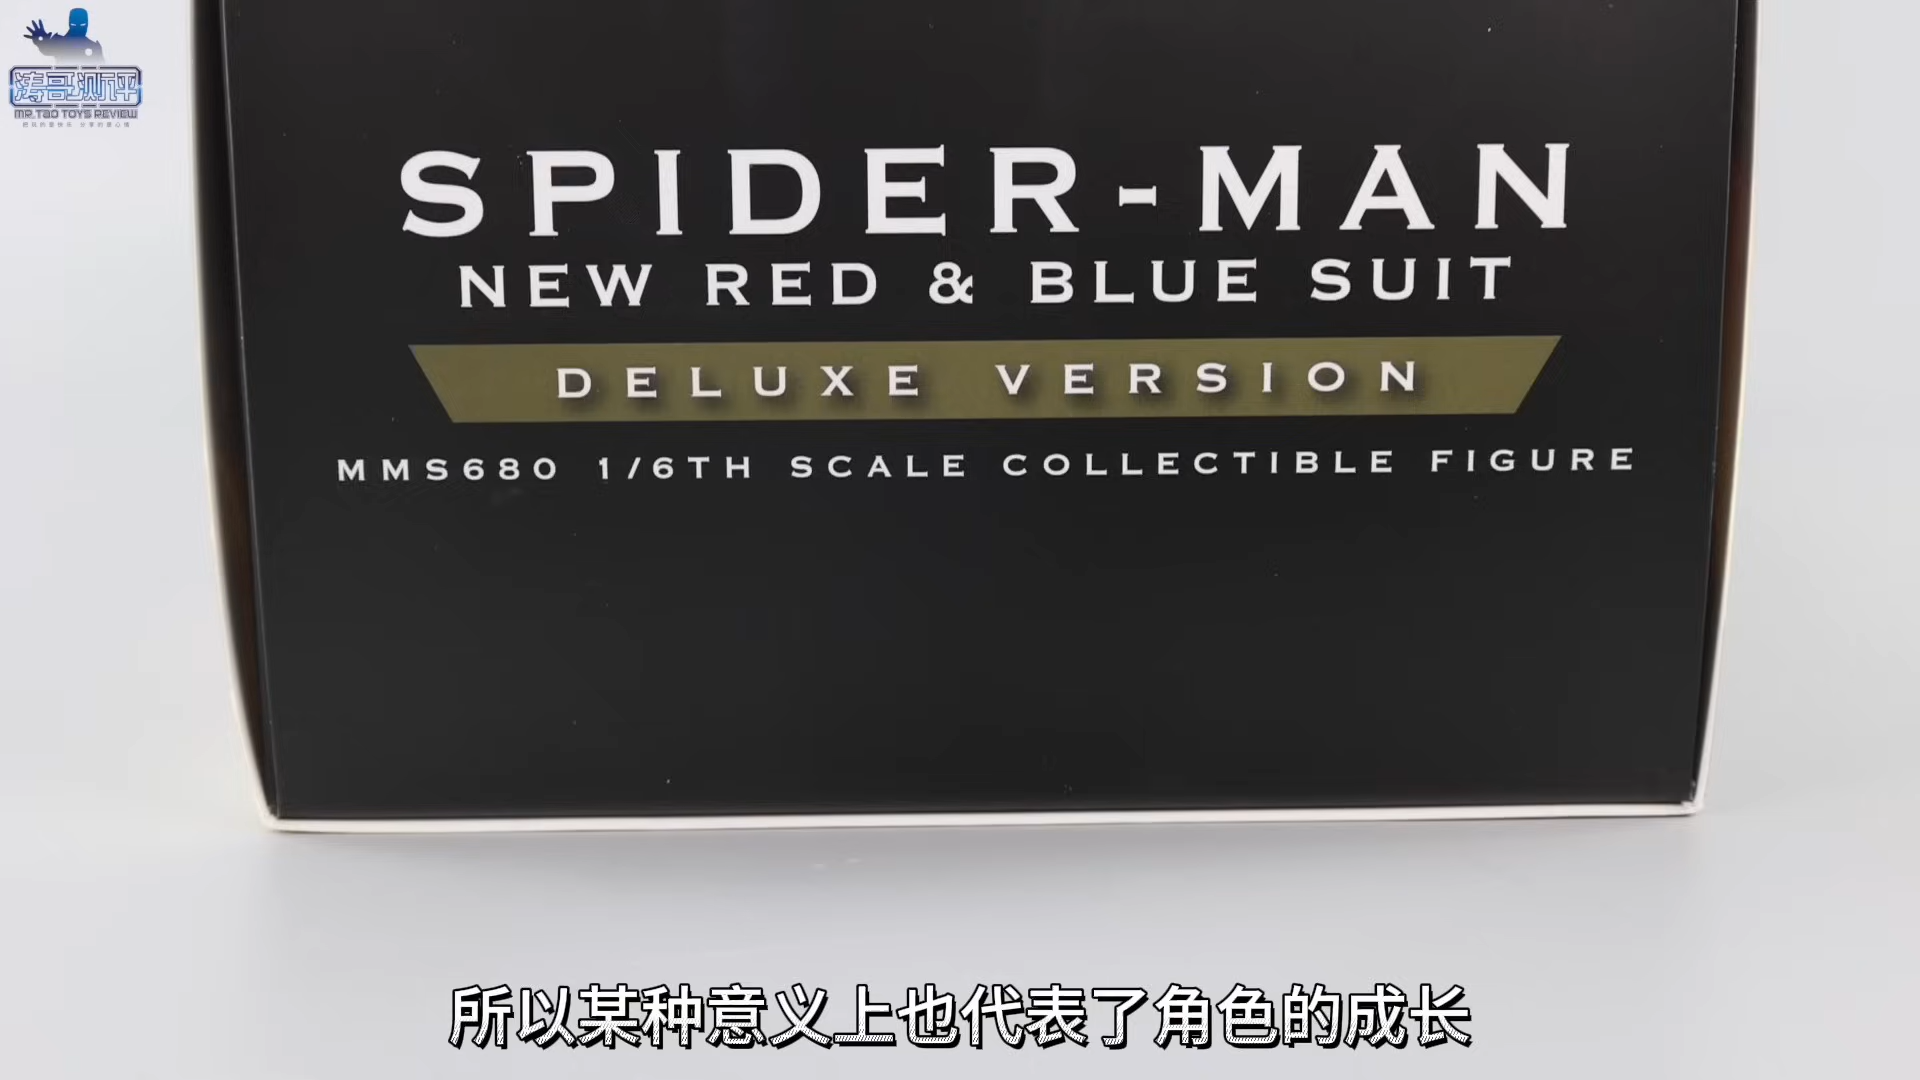 涛哥测评
MR.TAO TOYS REVIEW
SPIDER-MAN
NEW RED & BLUE SUIT
DELUXE VERSION
MMS680 1/6TH SCALE COLLECTIBLE FIGURE
所以某种意义上也代表了角色的成长